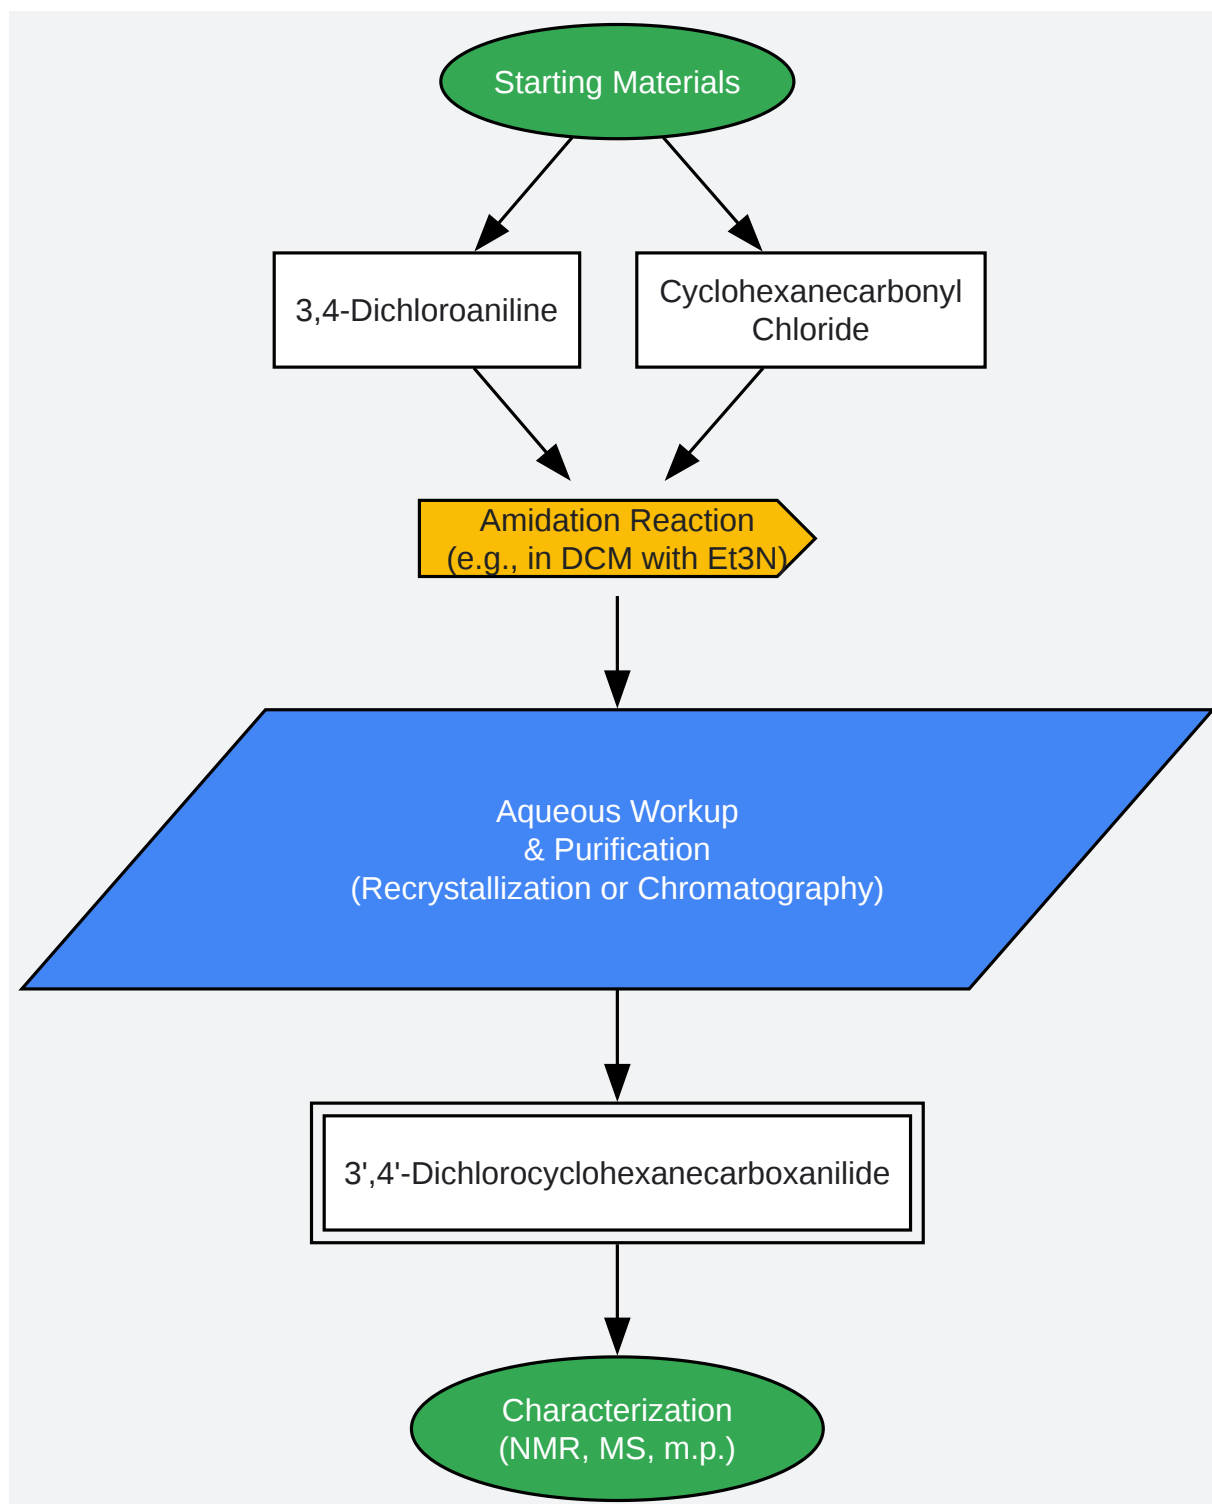 Starting Materials
3,4-Dichloroaniline
Cyclohexanecarbonyl
Chloride
Amidation Reaction
(e.g., in DCM with Et3N)
Aqueous Workup
& Purification
(Recrystallization or Chromatography)
3',4'-Dichlorocyclohexanecarboxanilide
Characterization
(NMR, MS, m.p.)